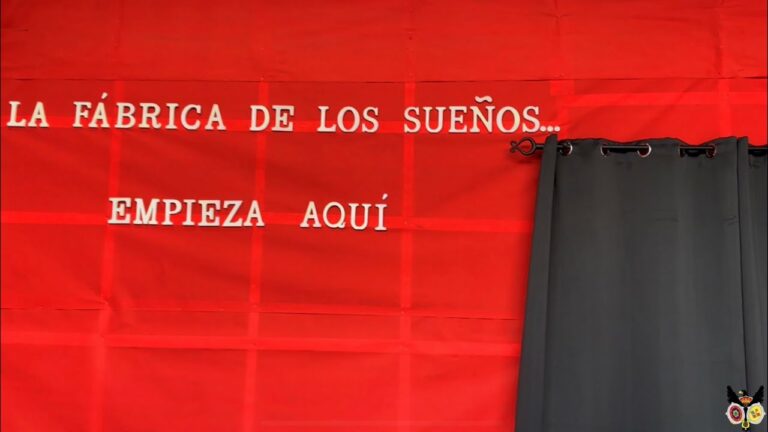 LA FÁBRICA DE LOS SUEÑOS...
EMPIEZA AQUÍ